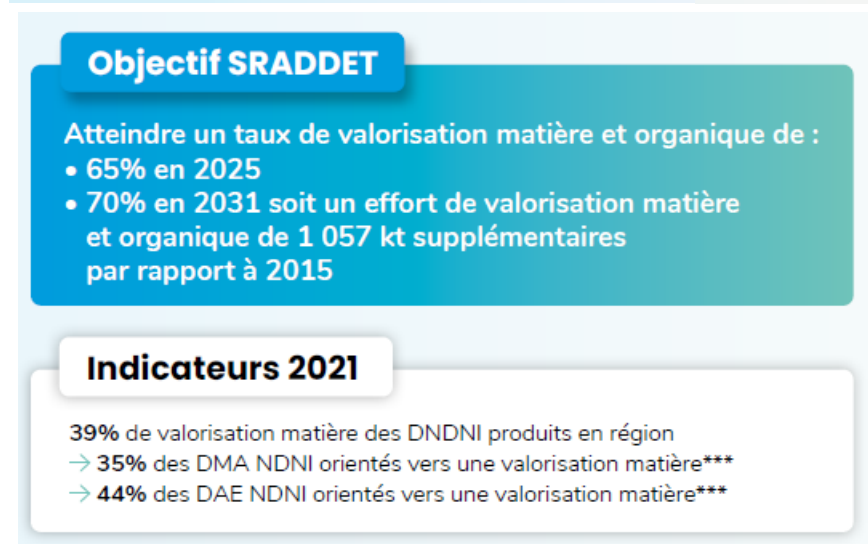 Objectif SRADDET
Atteindre un taux de valorisation matière et organique de :
• 65% en 2025
• 70% en 2031 soit un effort de valorisation matière
et organique de 1 057 kt supplémentaires
par rapport à 2015
Indicateurs 2021
39% de valorisation matière des DNDNI produits en région
→ 35% des DMA NDNI orientés vers une valorisation matière***
→ 44% des DAE NDNI orientés vers une valorisation matière***